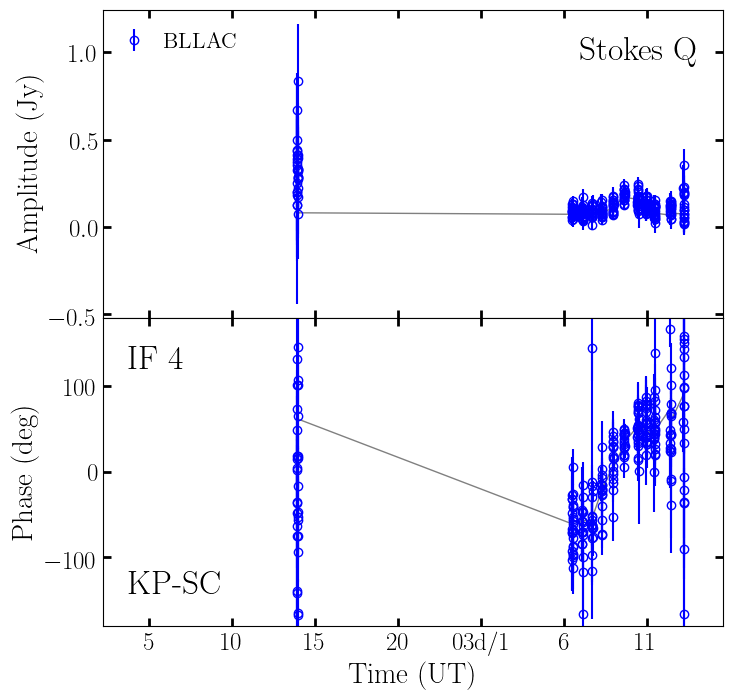 BLLAC
Stokes Q
1.0
0.5
0.0
−0.5
Amplitude (Jy)
IF 4
100
0
−100
Phase (deg)
KP-SC
5 10 15 20 03d/1 6 11
Time (UT)